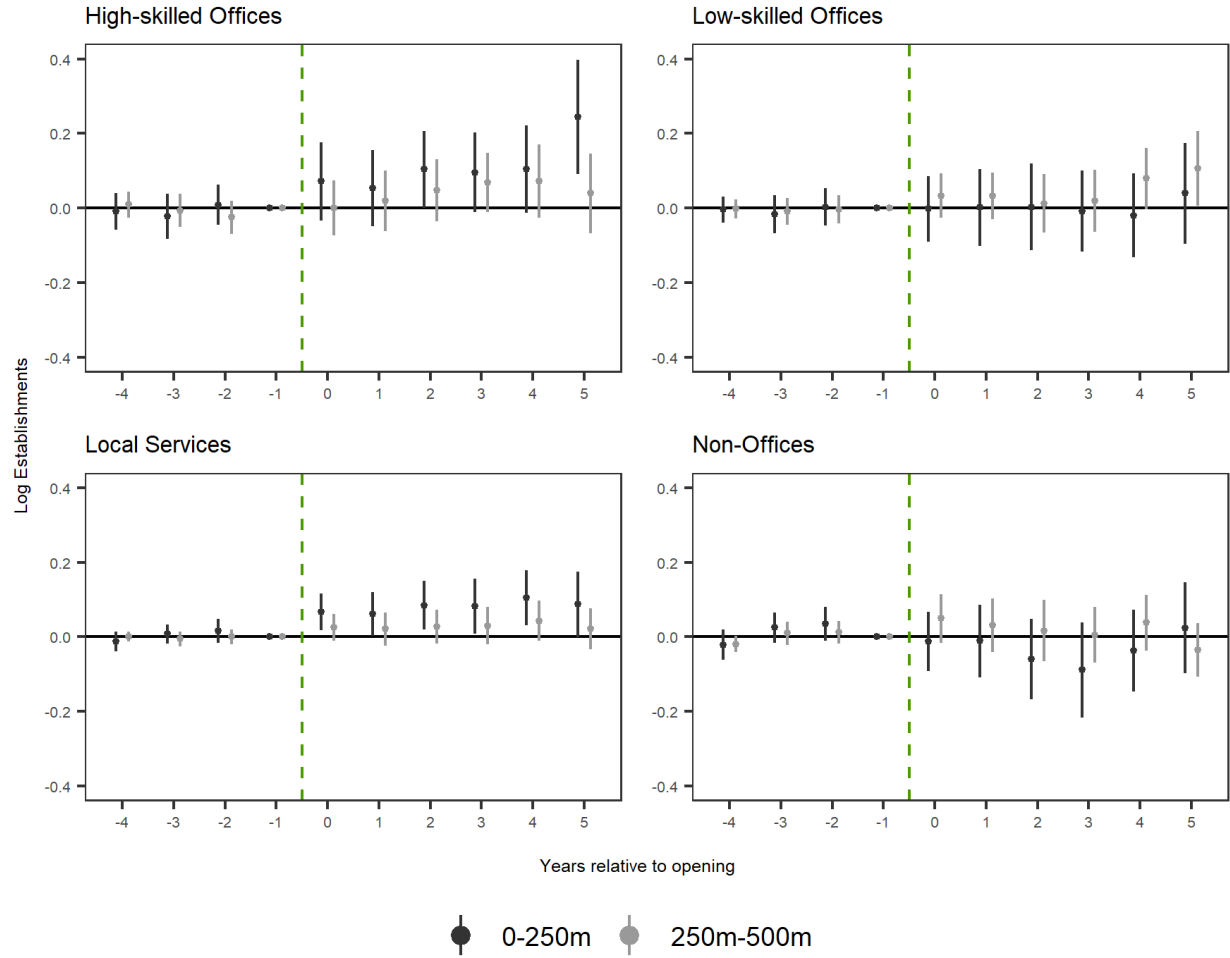 High-skilled Offices
Low-skilled Offices
0.4
0.2
0.0
-0.2
-0.4
0.4
0.2
0.0
-0.2
-0.4
-4 -3 -2 -1 0 1 2 3 4 5
-4 -3 -2 -1 0 1 2 3 4 5
Log Establishments
Local Services
Non-Offices
0.4
0.2
0.0
-0.2
-0.4
0.4
0.2
0.0
-0.2
-0.4
-4 -3 -2 -1 0 1 2 3 4 5
-4 -3 -2 -1 0 1 2 3 4 5
Years relative to opening
0-250m 250m-500m